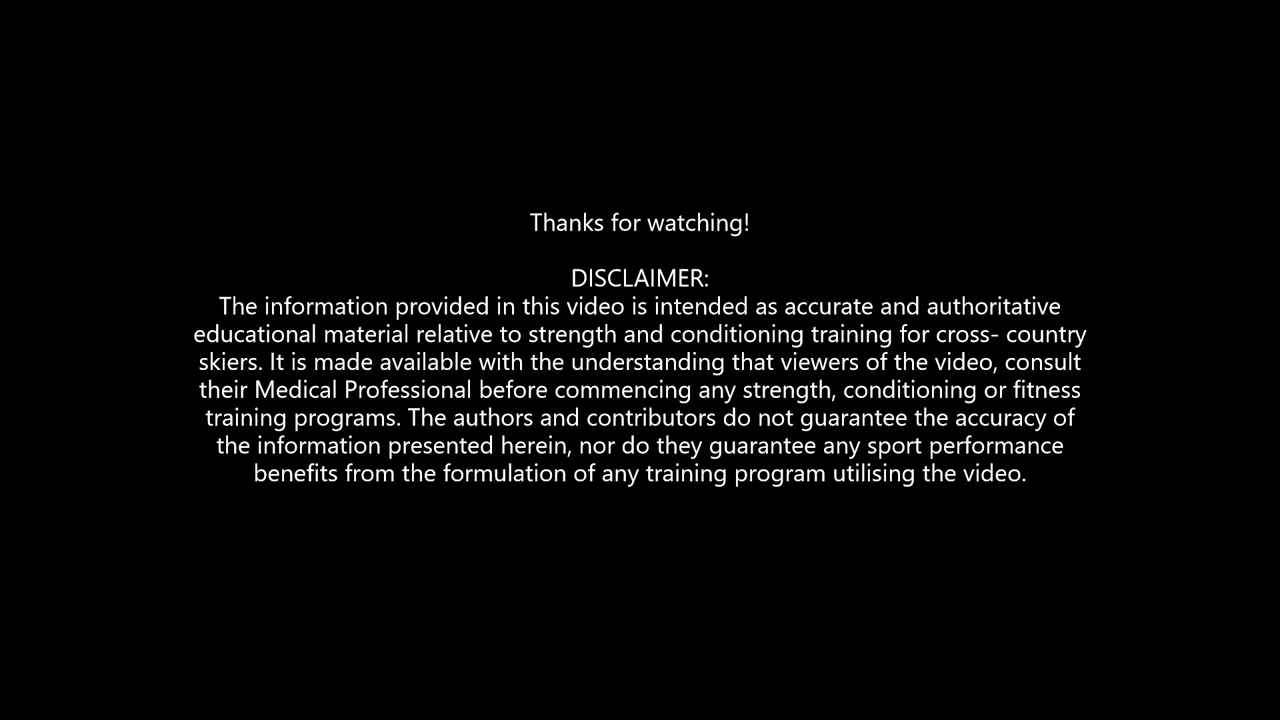 Thanks for watching!
DISCLAIMER:
The information provided in this video is intended as accurate and authoritative
educational material relative to strength and conditioning training for cross- country
skiers. It is made available with the understanding that viewers of the video, consult
their Medical Professional before commencing any strength, conditioning or fitness
training programs. The authors and contributors do not guarantee the accuracy of
the information presented herein, nor do they guarantee any sport performance
benefits from the formulation of any training program utilising the video.